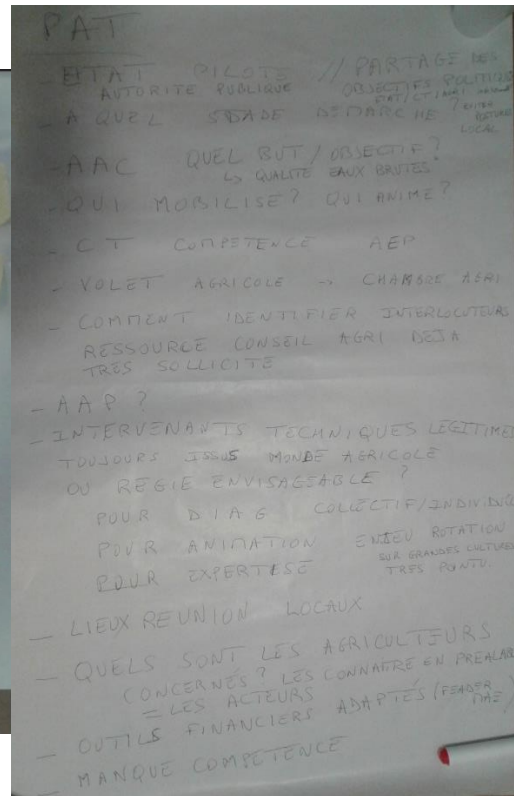 PAT
- ETAT PILOTE // PARTAGE DES
AUTORITE PUBLIQUE OBJECTIFS
ETAT/CT/
- A QUEL STADE DEMARCHE ? ENTRE
LOCAL
- AAC QUEL BUT / OBJECTIF ?
↳ QUALITE EAUX BRUTES
- QUI MOBILISE? QUI ANIME?
- CT COMPETENCE AEP
- VOLET AGRICOLE → CHAMBRE AGRI
- COMMENT IDENTIFIER INTERLOCUTEURS
RESSOURCE CONSEIL AGRI DEJA
TRES SOLLICITE
- AAP ?
- INTERVENANTS TECHNIQUES LEGITIMES
TOUJOURS ISSUS MONDE AGRICOLE
OU REGIE ENVISAGEABLE ?
POUR DIAG COLLECTIF/INDIVIDUEL
POUR ANIMATION ENJEU ROTATION
SUR GRANDES CULTURES
POUR EXPERTISE TRES POINTU.
- LIEUX REUNION LOCAUX
- QUELS SONT LES AGRICULTEURS
CONCERNES? LES CONNAITRE EN PREALABLE
= LES ACTEURS
- OUTILS FINANCIERS ADAPTES (FEADER
MAE)
- MANQUE COMPETENCE